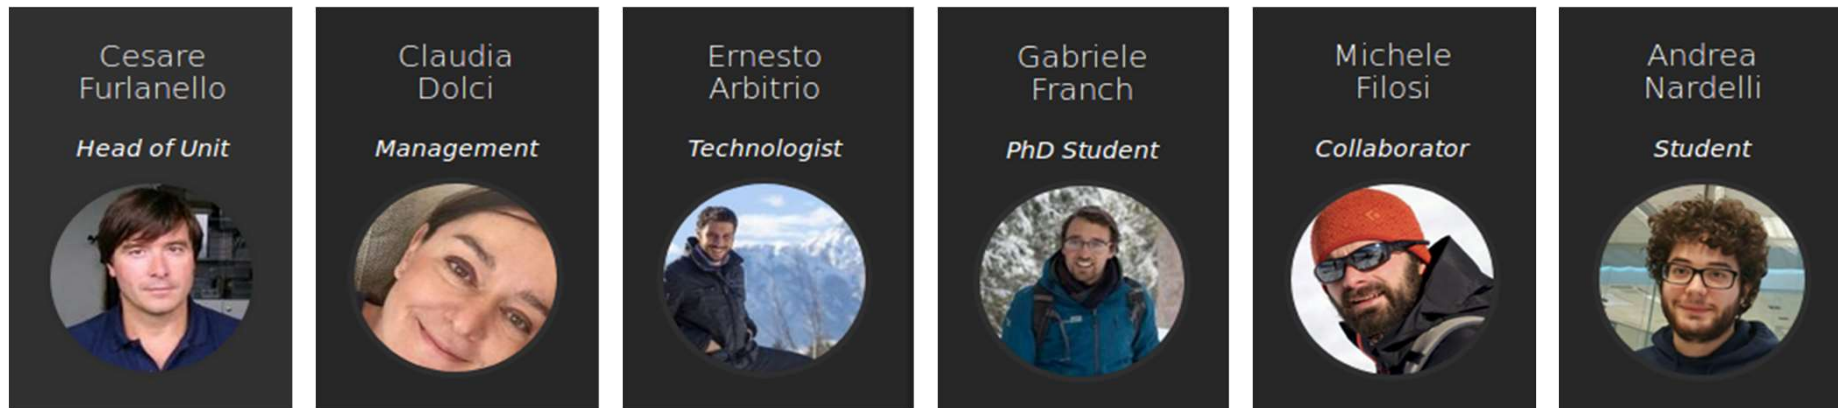 Cesare
Furlanello
Head of Unit
Claudia
Dolci
Management
Ernesto
Arbitrio
Technologist
Gabriele
Franch
PhD Student
Michele
Filosi
Collaborator
Andrea
Nardelli
Student